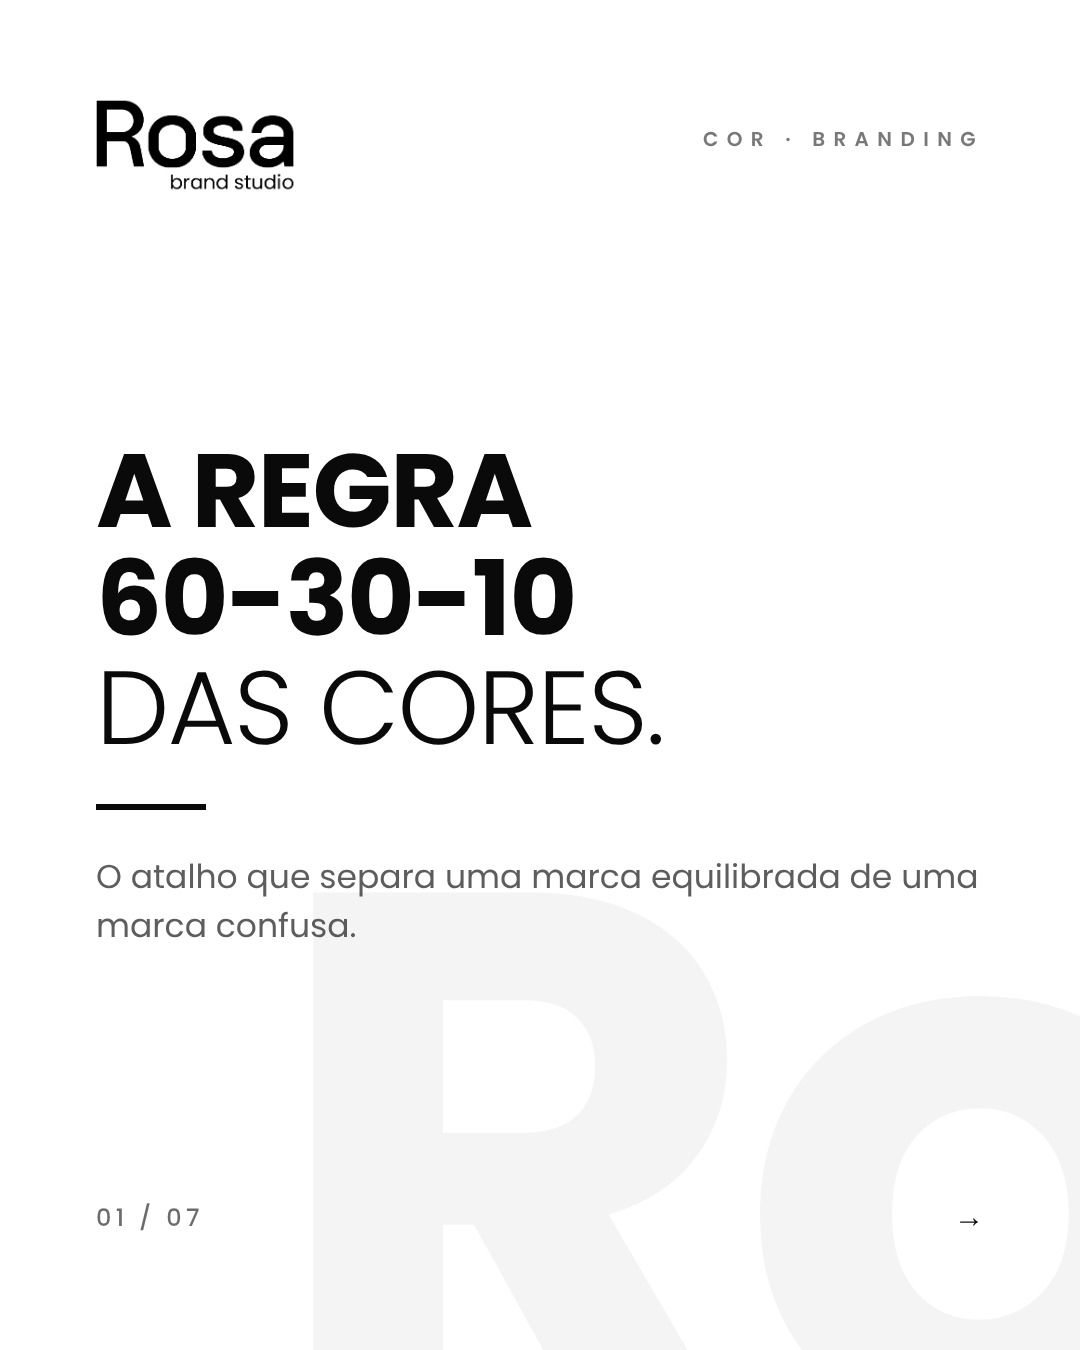 Rosa
brand studio
COR · BRANDING
A REGRA
60-30-10
DAS CORES.
O atalho que separa uma marca equilibrada de uma
marca confusa.
Ro
01 / 07
→